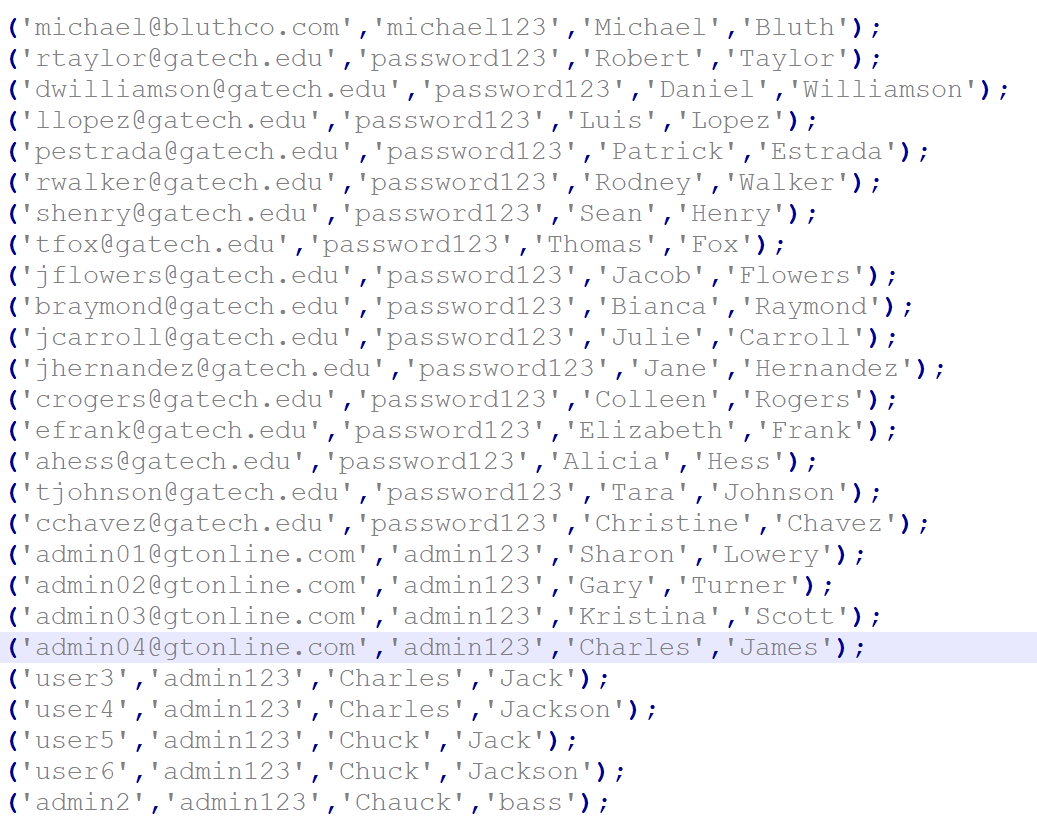 ('michael@bluthco.com','michael123','Michael','Bluth');
('rtaylor@gatech.edu','password123','Robert','Taylor');
('dwilliamson@gatech.edu','password123','Daniel','Williamson');
('llopez@gatech.edu','password123','Luis','Lopez');
('pestrada@gatech.edu','password123','Patrick','Estrada');
('rwalker@gatech.edu','password123','Rodney','Walker');
('shenry@gatech.edu','password123','Sean','Henry');
('tfox@gatech.edu','password123','Thomas','Fox');
('jflowers@gatech.edu','password123','Jacob','Flowers');
('braymond@gatech.edu','password123','Bianca','Raymond');
('jcarroll@gatech.edu','password123','Julie','Carroll');
('jhernandez@gatech.edu','password123','Jane','Hernandez');
('crogers@gatech.edu','password123','Colleen','Rogers');
('efrank@gatech.edu','password123','Elizabeth','Frank');
('ahess@gatech.edu','password123','Alicia','Hess');
('tjohnson@gatech.edu','password123','Tara','Johnson');
('cchavez@gatech.edu','password123','Christine','Chavez');
('admin01@gtonline.com','admin123','Sharon','Lowery');
('admin02@gtonline.com','admin123','Gary','Turner');
('admin03@gtonline.com','admin123','Kristina','Scott');
('admin04@gtonline.com','admin123','Charles','James');
('user3','admin123','Charles','Jack');
('user4','admin123','Charles','Jackson');
('user5','admin123','Chuck','Jack');
('user6','admin123','Chuck','Jackson');
('admin2','admin123','Chauck','bass');